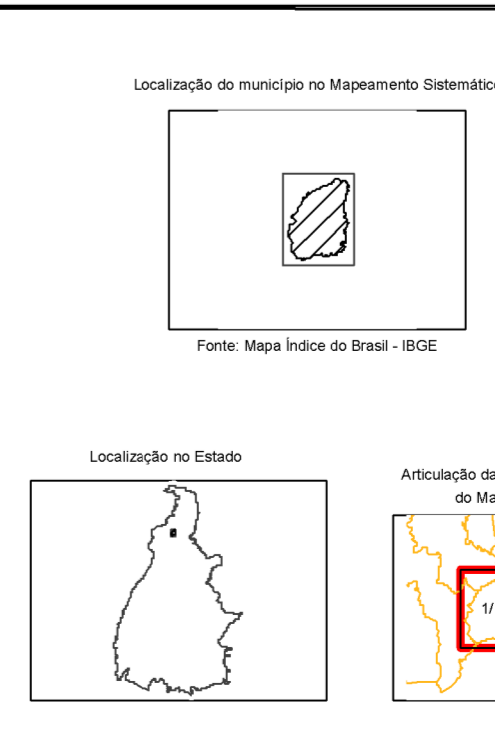 Localização do município no Mapeamento Sistemátic
Fonte: Mapa Índice do Brasil - IBGE
Localização no Estado
Articulação da
do Ma
1/